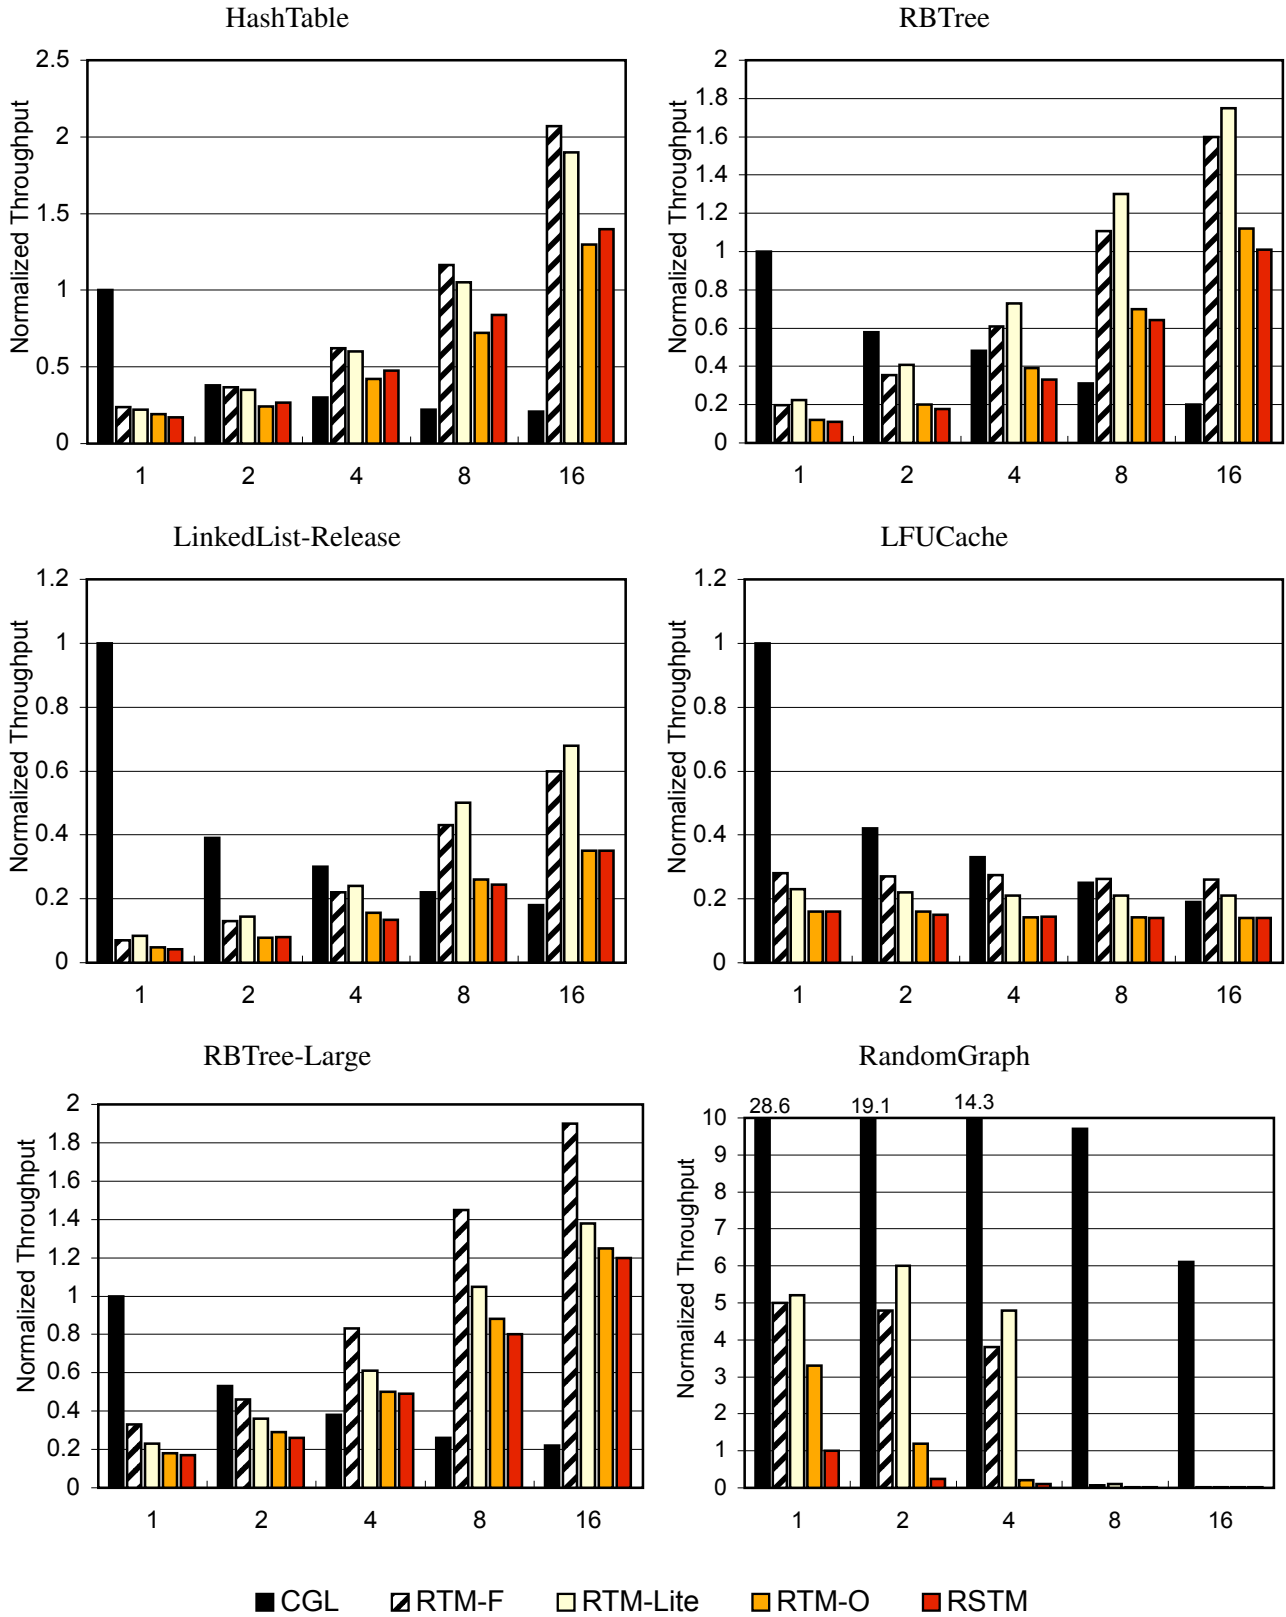 HashTable
Normalized Throughput
2.5
2
1.5
1
0.5
0
1 2 4 8 16
RBTree
Normalized Throughput
2
1.8
1.6
1.4
1.2
1
0.8
0.6
0.4
0.2
0
1 2 4 8 16
LinkedList-Release
Normalized Throughput
1.2
1
0.8
0.6
0.4
0.2
0
1 2 4 8 16
LFUCache
Normalized Throughput
1.2
1
0.8
0.6
0.4
0.2
0
1 2 4 8 16
RBTree-Large
Normalized Throughput
2
1.8
1.6
1.4
1.2
1
0.8
0.6
0.4
0.2
0
1 2 4 8 16
RandomGraph
Normalized Throughput
28.6 19.1 14.3
10
9
8
7
6
5
4
3
2
1
0
1 2 4 8 16
CGL RTM-F RTM-Lite RTM-O RSTM